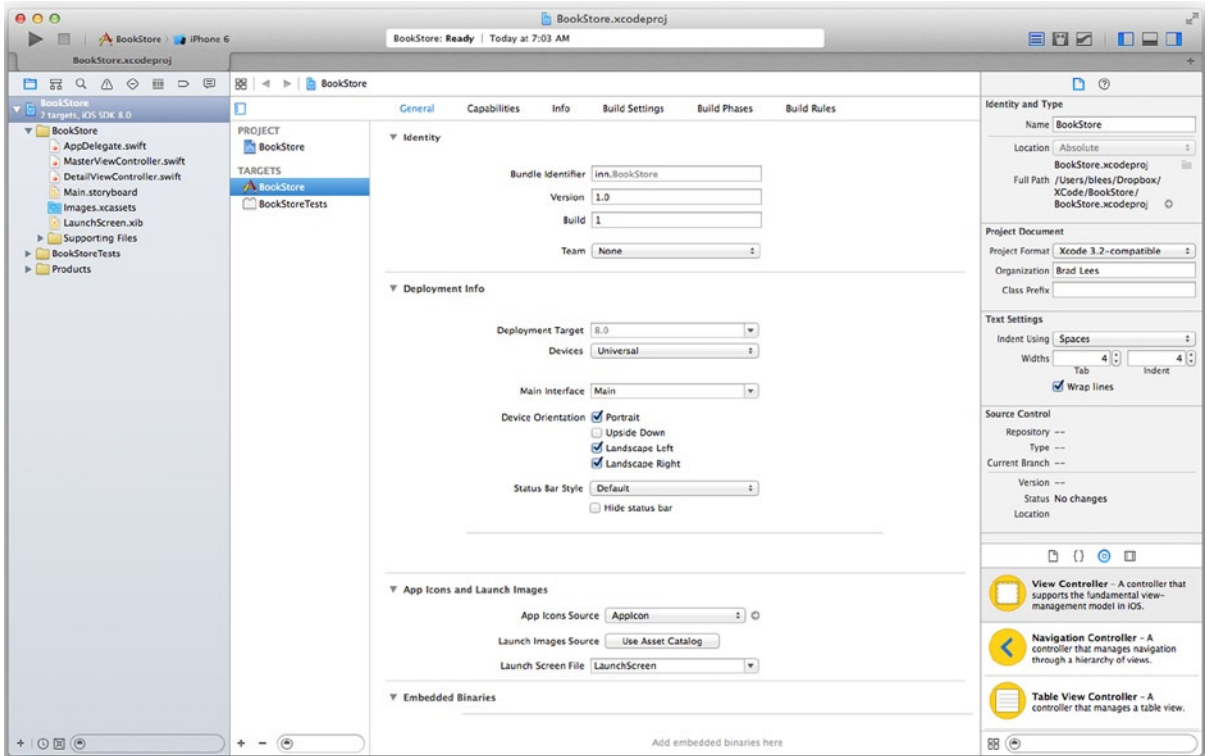 BookStore.xcodeproj
BookStore
iPhone 6
BookStore: Ready | Today at 7:03 AM
BookStore.xcodeproj
BookStore
2 targets, iOS SDK 8.0
BookStore
AppDelegate.swift
MasterViewController.swift
DetailViewController.swift
Main.storyboard
Images.xcassets
LaunchScreen.xib
Supporting Files
BookStoreTests
Products
BookStore
PROJECT
BookStore
TARGETS
BookStore
BookStoreTests
General Capabilities Info Build Settings Build Phases Build Rules
Identity
Bundle Identifier inn.BookStore
Version 1.0
Build 1
Team None
Deployment Info
Deployment Target 8.0
Devices Universal
Main Interface Main
Device Orientation Portrait
Upside Down
Landscape Left
Landscape Right
Status Bar Style Default
Hide status bar
App Icons and Launch Images
App Icons Source AppIcon
Launch Images Source Use Asset Catalog
Launch Screen File LaunchScreen
Embedded Binaries
Add embedded binaries here
Identity and Type
Name BookStore
Location Absolute
BookStore.xcodeproj
Full Path /Users/blees/Dropbox/
XCode/BookStore/
BookStore.xcodeproj
Project Document
Project Format Xcode 3.2-compatible
Organization Brad Lees
Class Prefix
Text Settings
Indent Using Spaces
Widths 4 4
Tab Indent
Wrap lines
Source Control
Repository --
Type --
Current Branch --
Version --
Status No changes
Location
View Controller - A controller that
supports the fundamental view-
management model in iOS.
Navigation Controller - A
controller that manages navigation
through a hierarchy of views.
Table View Controller - A
controller that manages a table view.